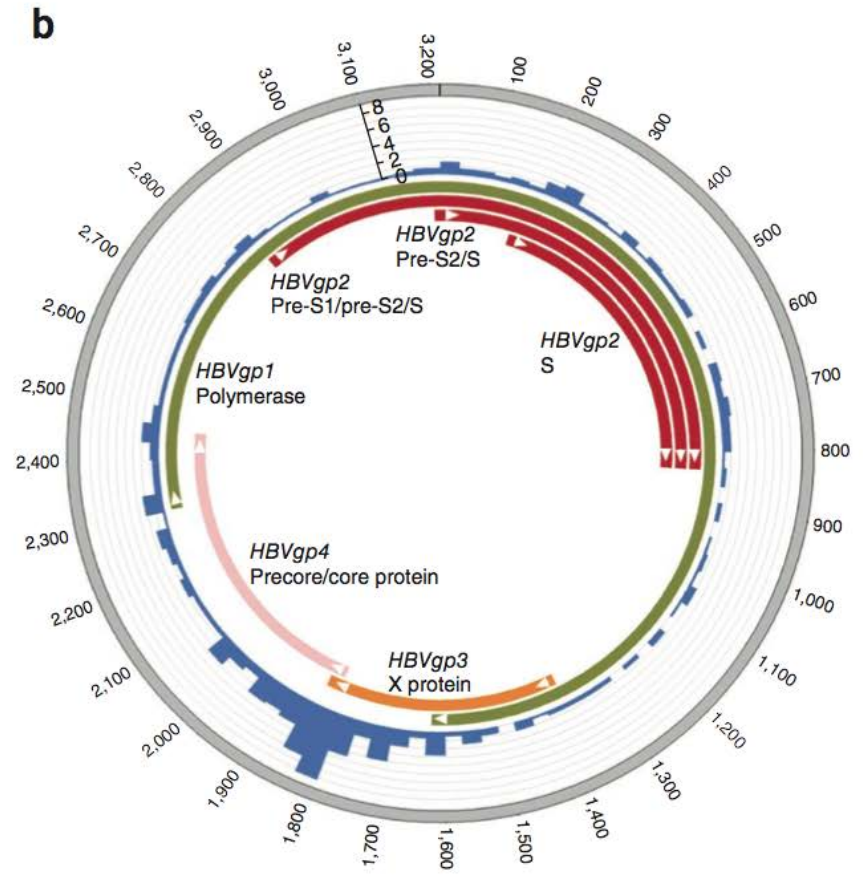 b
3,200
100
200
300
400
500
600
700
800
900
1,000
1,100
1,200
1,300
1,400
1,500
1,600
1,700
1,800
1,900
2,000
2,100
2,200
2,300
2,400
2,500
2,600
2,700
2,800
2,900
3,000
3,100
8
6
4
2
0
HBVgp2
Pre-S2/S
HBVgp2
Pre-S1/pre-S2/S
HBVgp2
S
HBVgp1
Polymerase
HBVgp4
Precore/core protein
HBVgp3
X protein